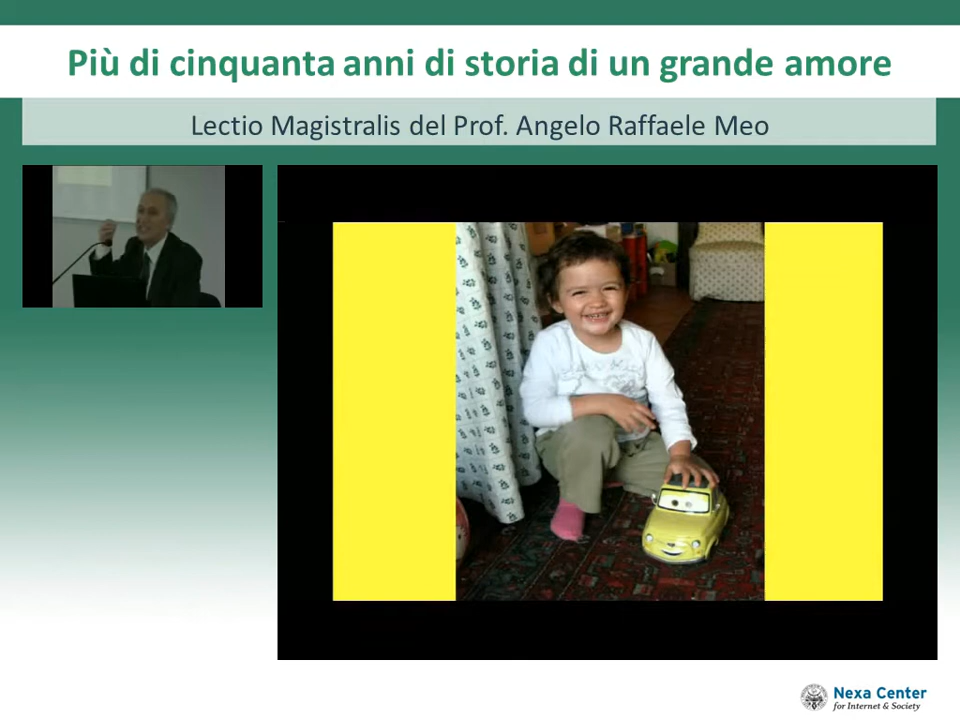 Più di cinquanta anni di storia di un grande amore
Lectio Magistralis del Prof. Angelo Raffaele Meo
Nexa Center
for Internet & Society